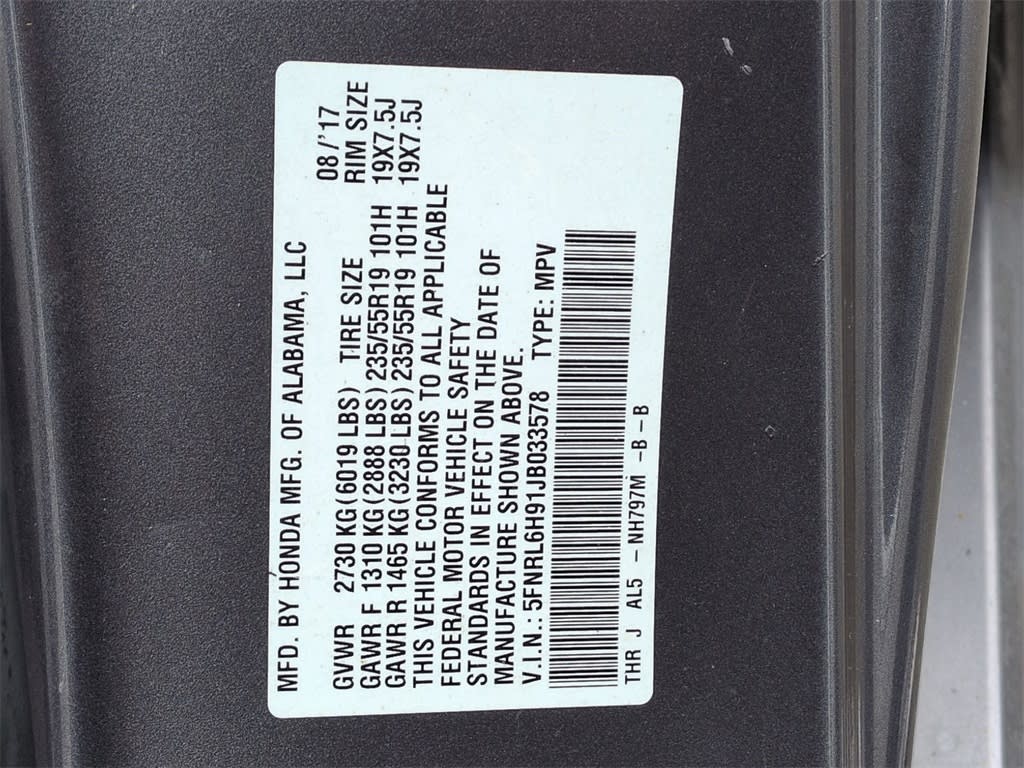 MFD. BY HONDA MFG. OF ALABAMA, LLC 08/'17
GVWR 2730 KG(6019 LBS) TIRE SIZE RIM SIZE
GAWR F 1310 KG(2888 LBS) 235/55R19 101H 19X7.5J
GAWR R 1465 KG(3230 LBS) 235/55R19 101H 19X7.5J
THIS VEHICLE CONFORMS TO ALL APPLICABLE
FEDERAL MOTOR VEHICLE SAFETY
STANDARDS IN EFFECT ON THE DATE OF
MANUFACTURE SHOWN ABOVE.
V.I.N.: 5FNRL6H91JB033578 TYPE: MPV
THR J AL5 -NH797M -B-B